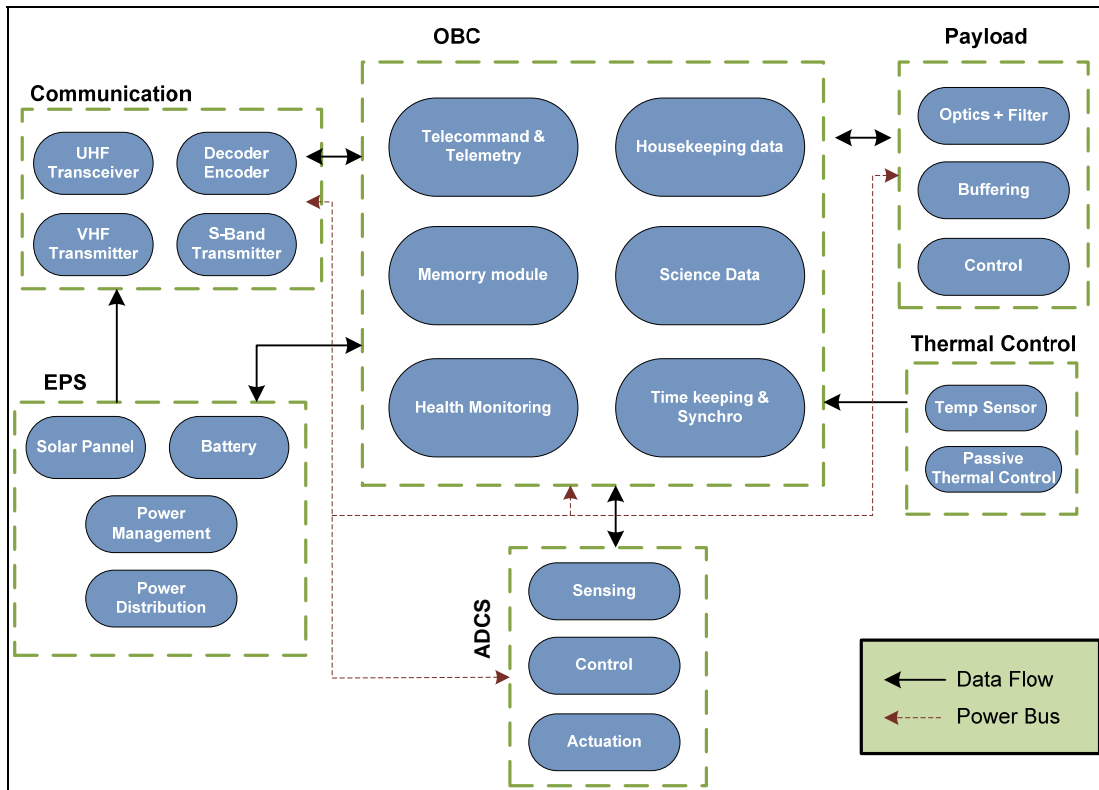 OBC
Payload
Communication
UHF
Transceiver
Decoder
Encoder
VHF
Transmitter
S-Band
Transmitter
Telecommand &
Telemetry
Housekeeping data
Memorry module
Science Data
Health Monitoring
Time keeping &
Synchro
Optics + Filter
Buffering
Control
Thermal Control
Temp Sensor
Passive
Thermal Control
EPS
Solar Pannel
Battery
Power
Management
Power
Distribution
ADCS
Sensing
Control
Actuation
Data Flow
Power Bus